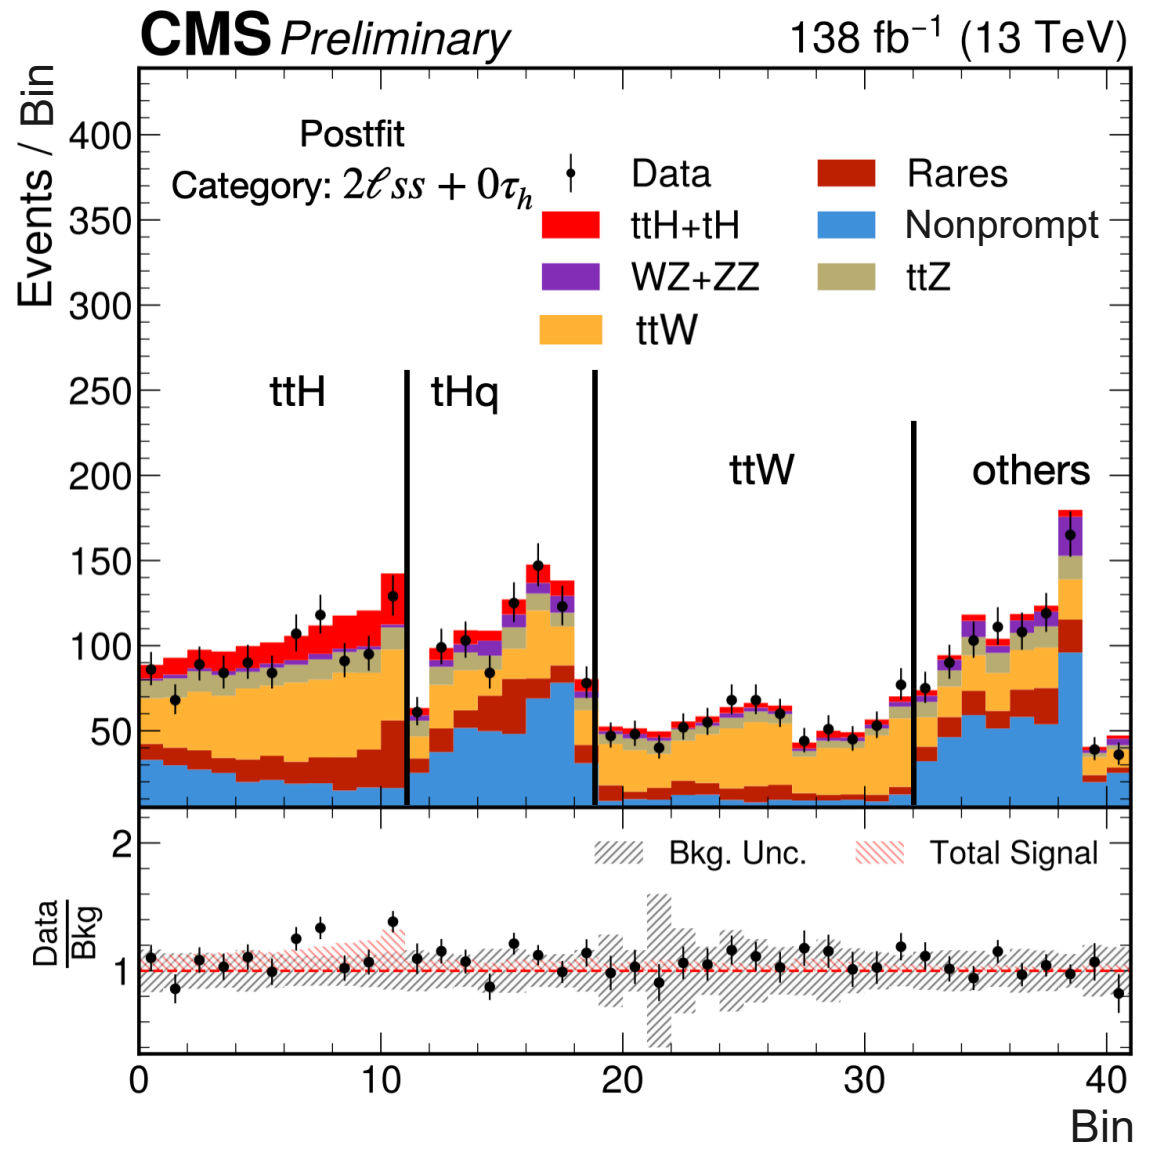 CMS Preliminary 138 fb⁻¹ (13 TeV)
Events / Bin
400
350
300
250
200
150
100
50
Postfit
Category: 2ℓss + 0τₕ
Data
Rares
ttH+tH
Nonprompt
WZ+ZZ
ttZ
ttW
ttH
tHq
ttW
others
Data
Bkg
2
1
Bkg. Unc.
Total Signal
0 10 20 30 40
Bin